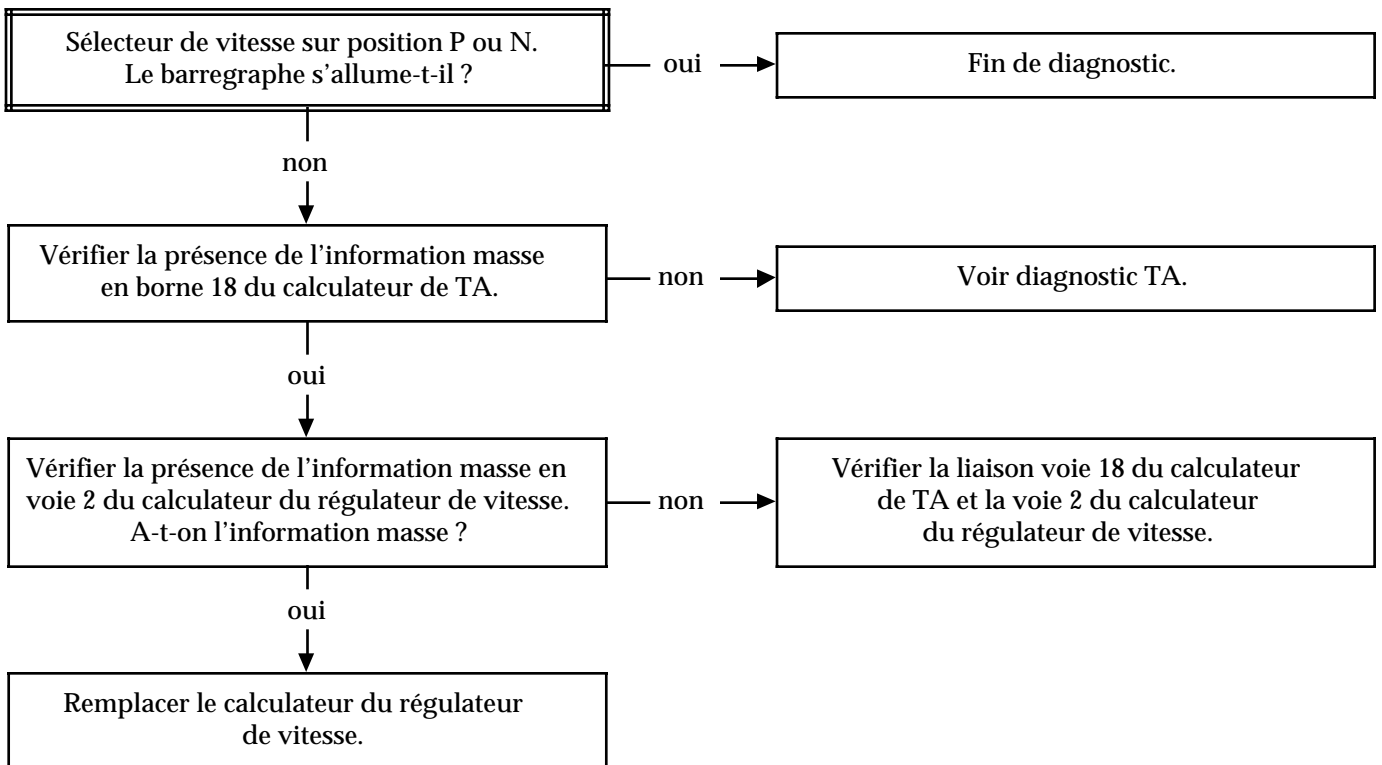 Sélecteur de vitesse sur position P ou N.
Le barregraphe s'allume-t-il ?
oui
Fin de diagnostic.
non
Vérifier la présence de l'information masse
en borne 18 du calculateur de TA.
non
Voir diagnostic TA.
oui
Vérifier la présence de l'information masse en
voie 2 du calculateur du régulateur de vitesse.
A-t-on l'information masse ?
non
Vérifier la liaison voie 18 du calculateur
de TA et la voie 2 du calculateur
du régulateur de vitesse.
oui
Remplacer le calculateur du régulateur
de vitesse.